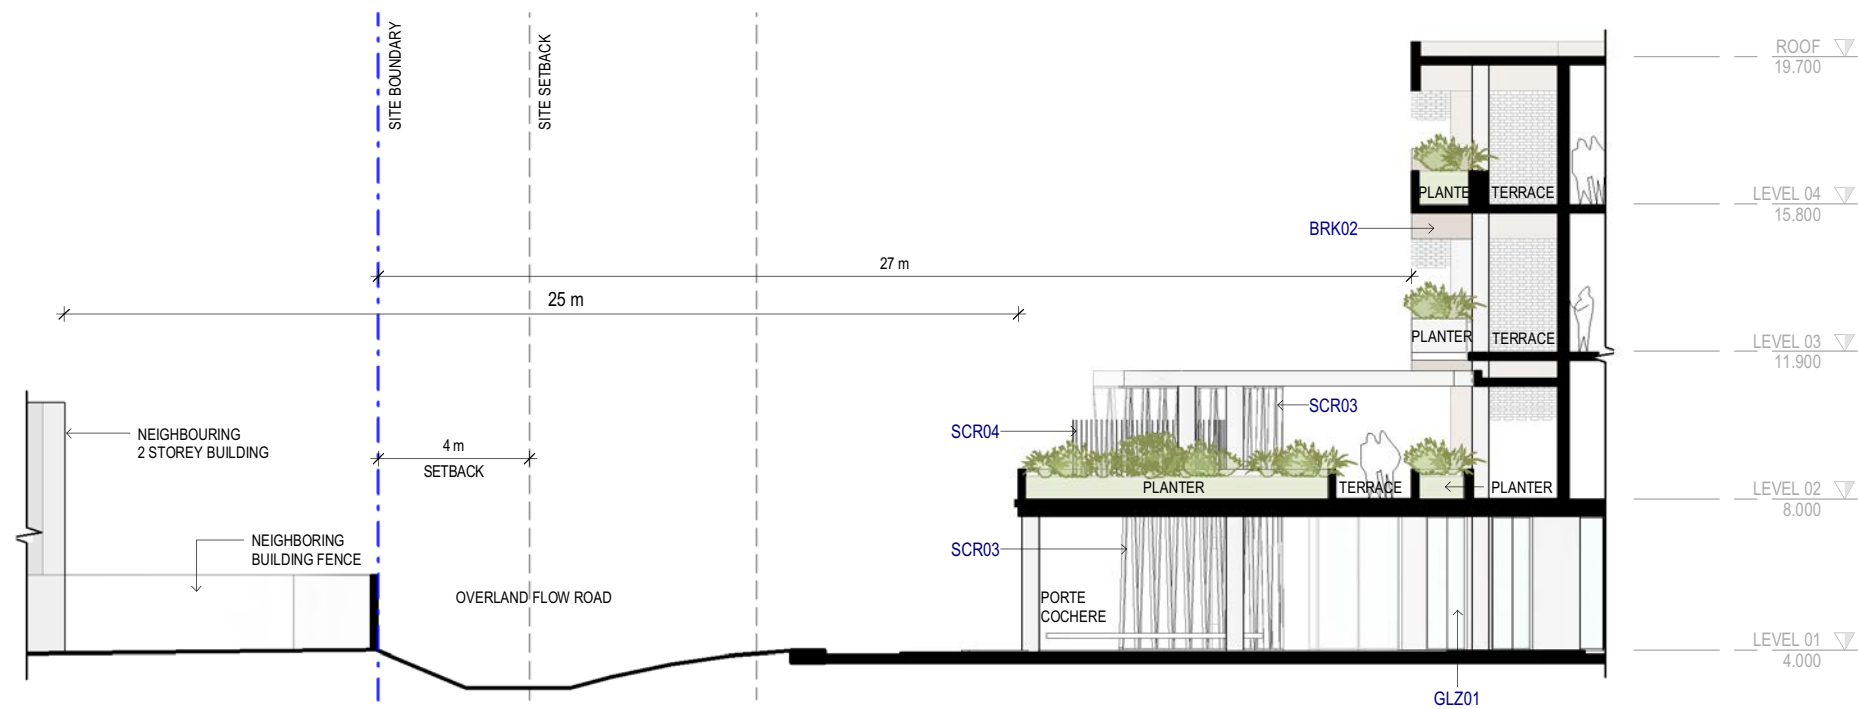 SITE BOUNDARY
SITE SETBACK
ROOF
19.700
PLANTE
TERRACE
LEVEL 04
15.800
BRK02
27 m
25 m
PLANTER
TERRACE
LEVEL 03
11.900
SCR03
SCR04
NEIGHBOURING
2 STOREY BUILDING
4 m
SETBACK
PLANTER
TERRACE
PLANTER
LEVEL 02
8.000
NEIGHBORING
BUILDING FENCE
SCR03
OVERLAND FLOW ROAD
PORTE
COCHERE
LEVEL 01
4.000
GLZ01